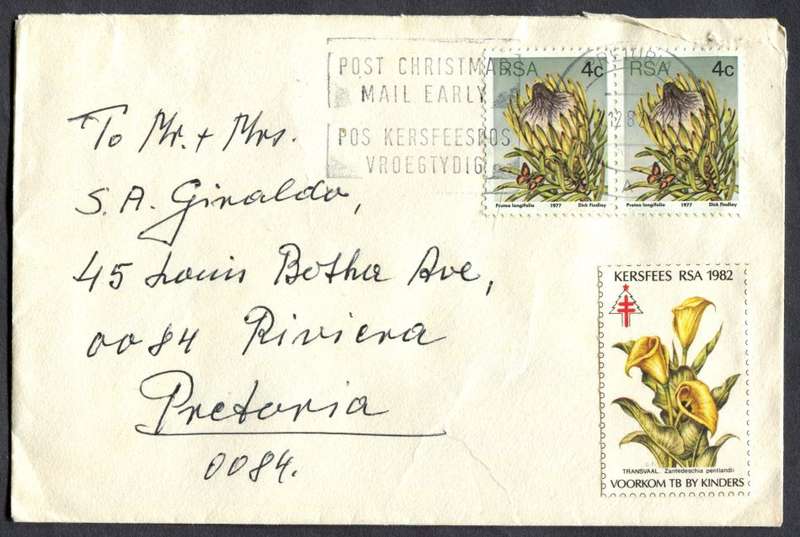 POST CHRISTMAS
MAIL EARLY
POS KERSFEESPOS
VROEGTYDIG
RSA 4c
Protea longifolia 1977 Dick Findlay
RSA 4c
Protea longifolia 1977 Dick Findlay
To Mr. + Mrs.
S. A. Giraldo,
45 Louis Botha Ave,
0084 Riviera
Pretoria
0084.
KERSFEES RSA 1982
TRANSVAAL. Zantedeschia pentlandii
VOORKOM TB BY KINDERS